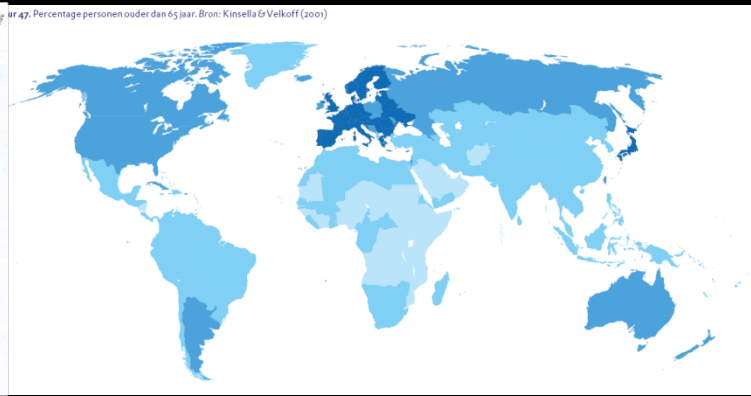 ur 47. Percentage personen ouder dan 65 jaar. Bron: Kinsella & Velkoff (2001)